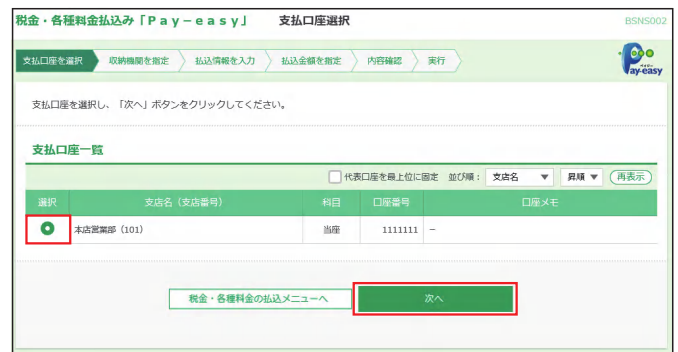 税金・各種料金払込み「Pay-easy」　支払口座選択　BSNS002
支払口座を選択　収納機関を指定　払込情報を入力　払込金額を指定　内容確認　実行
ペイジー
Pay-easy
支払口座を選択し、「次へ」ボタンをクリックしてください。
支払口座一覧
代表口座を最上位に固定　並び順：　支店名　▼　昇順　▼　再表示
選択　支店名（支店番号）　科目　口座番号　口座メモ
本店営業部（101）　当座　1111111　－
税金・各種料金の払込メニューへ　次へ